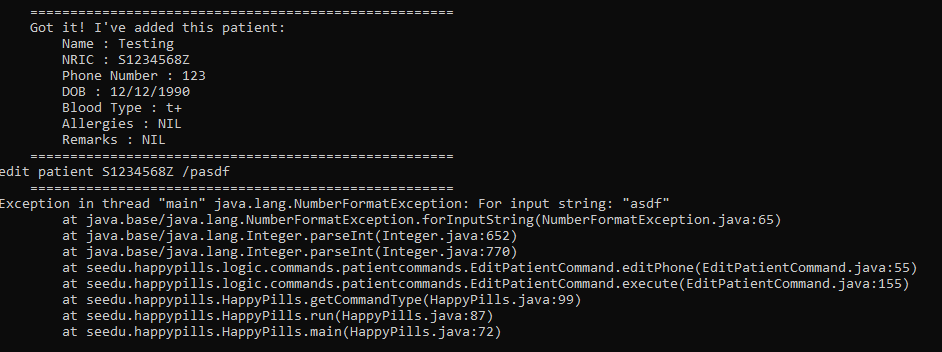 ====================================================
Got it! I've added this patient:
Name : Testing
NRIC : S1234568Z
Phone Number : 123
DOB : 12/12/1990
Blood Type : t+
Allergies : NIL
Remarks : NIL
====================================================
edit patient S1234568Z /pasdf
====================================================
Exception in thread "main" java.lang.NumberFormatException: For input string: "asdf"
at java.base/java.lang.NumberFormatException.forInputString(NumberFormatException.java:65)
at java.base/java.lang.Integer.parseInt(Integer.java:652)
at java.base/java.lang.Integer.parseInt(Integer.java:770)
at seedu.happypills.logic.commands.patientcommands.EditPatientCommand.editPhone(EditPatientCommand.java:55)
at seedu.happypills.logic.commands.patientcommands.EditPatientCommand.execute(EditPatientCommand.java:155)
at seedu.happypills.HappyPills.getCommandType(HappyPills.java:99)
at seedu.happypills.HappyPills.run(HappyPills.java:87)
at seedu.happypills.HappyPills.main(HappyPills.java:72)